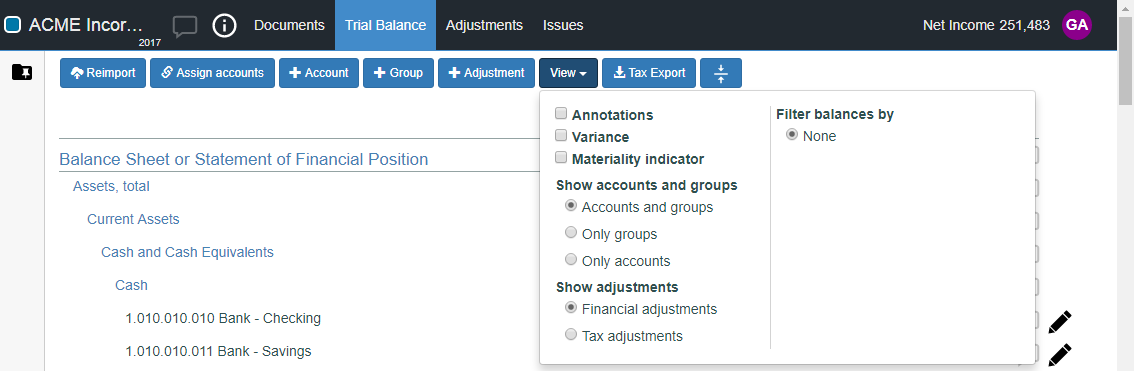 ACME Incor... Documents Trial Balance Adjustments Issues Net Income 251,483 GA
2017
Reimport Assign accounts Account Group Adjustment View Tax Export
Annotations
Variance
Materiality indicator
Show accounts and groups
Accounts and groups
Only groups
Only accounts
Show adjustments
Financial adjustments
Tax adjustments
Filter balances by
None
Balance Sheet or Statement of Financial Position
Assets, total
Current Assets
Cash and Cash Equivalents
Cash
1.010.010.010 Bank - Checking
1.010.010.011 Bank - Savings